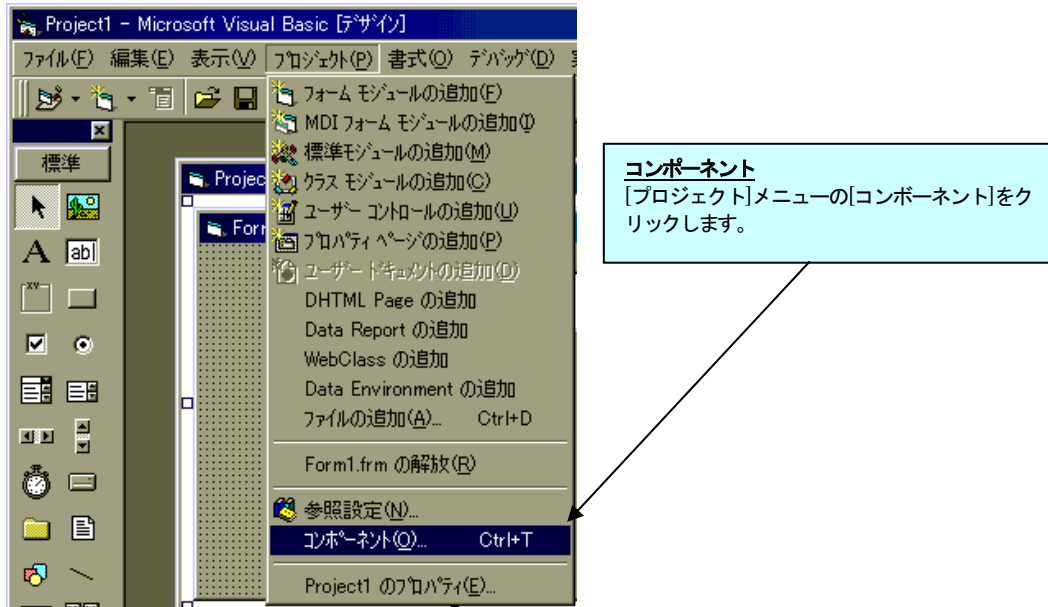 Project1 - Microsoft Visual Basic [ﾃﾞｻﾞｲﾝ]
ﾌｧｲﾙ(F) 編集(E) 表示(V) ﾌﾟﾛｼﾞｪｸﾄ(P) 書式(O) ﾃﾞﾊﾞｯｸﾞ(D)
標準
Projec
Form
A ab|
xv
フォーム モジュールの追加(F)
MDI フォーム モジュールの追加(I)
標準モジュールの追加(M)
クラス モジュールの追加(C)
ユーザー コントロールの追加(U)
プロパティ ページの追加(P)
ユーザー ドキュメントの追加(D)
DHTML Page の追加
Data Report の追加
WebClass の追加
Data Environment の追加
ファイルの追加(A)... Ctrl+D
Form1.frm の解放(R)
参照設定(N)...
ｺﾝﾎﾟｰﾈﾝﾄ(O)... Ctrl+T
Project1 のﾌﾟﾛﾊﾟﾃｨ(E)...
コンポーネント
[プロジェクト]メニューの[コンボーネント]をク
リックします。